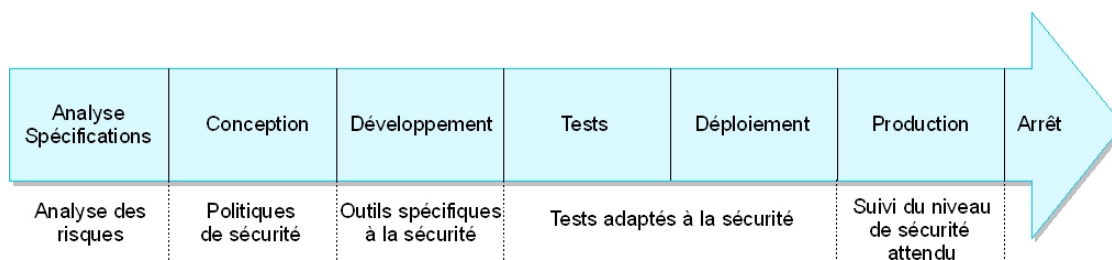 Analyse
Spécifications
Conception
Développement
Tests
Déploiement
Production
Arrêt
Analyse des
risques
Politiques
de sécurité
Outils spécifiques
à la sécurité
Tests adaptés à la sécurité
Suivi du niveau
de sécurité
attendu